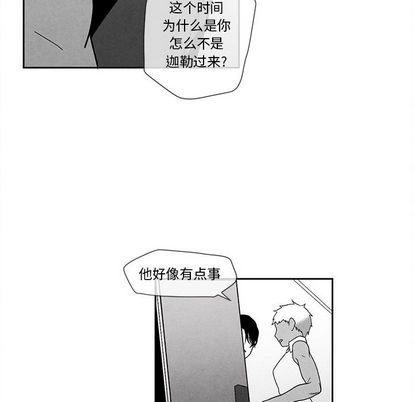 这个时间
为什么是你
怎么不是
迦勒过来?
他好像有点事